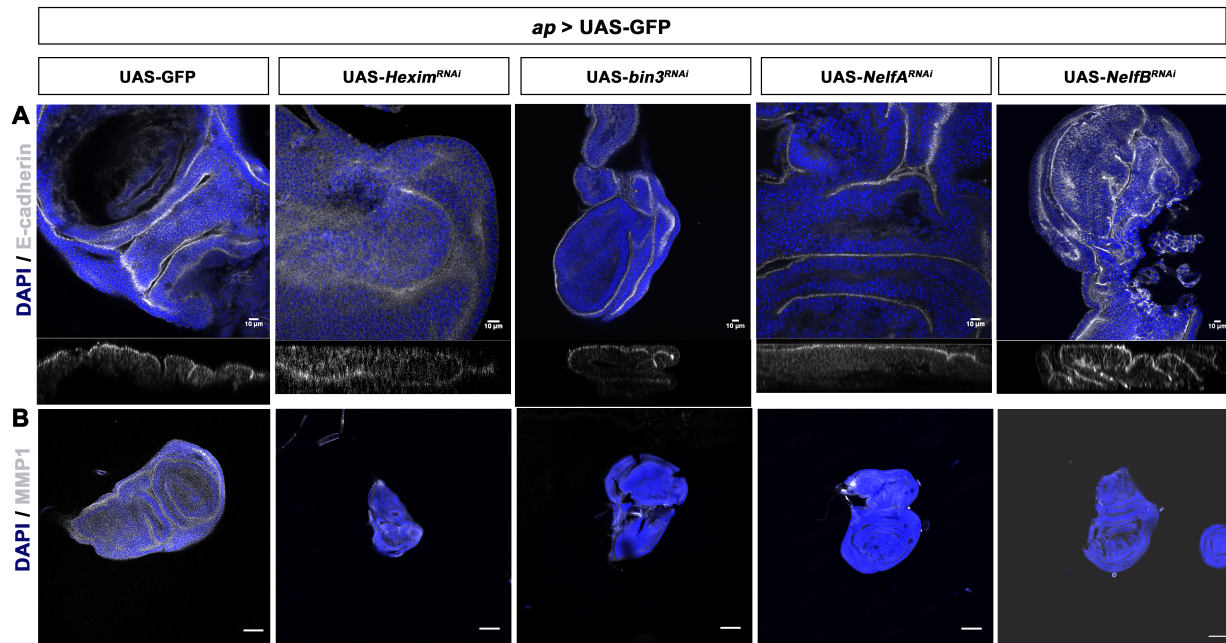 ap > UAS-GFP
UAS-GFP
UAS-HeximRNAi
UAS-bin3RNAi
UAS-NelfARNAi
UAS-NelfBRNAi
A
DAPI / E-cadherin
10 µm
10 µm
10 µm
10 µm
10 µm
B
DAPI / MMP1